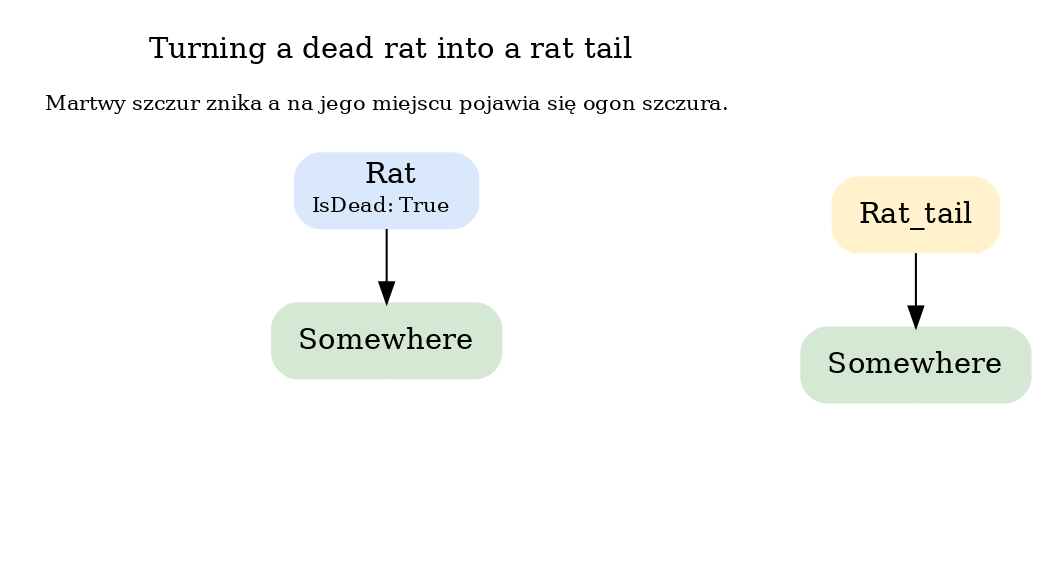 Turning a dead rat into a rat tail
Martwy szczur znika a na jego miejscu pojawia się ogon szczura.
Rat
IsDead: True
Somewhere
Rat_tail
Somewhere